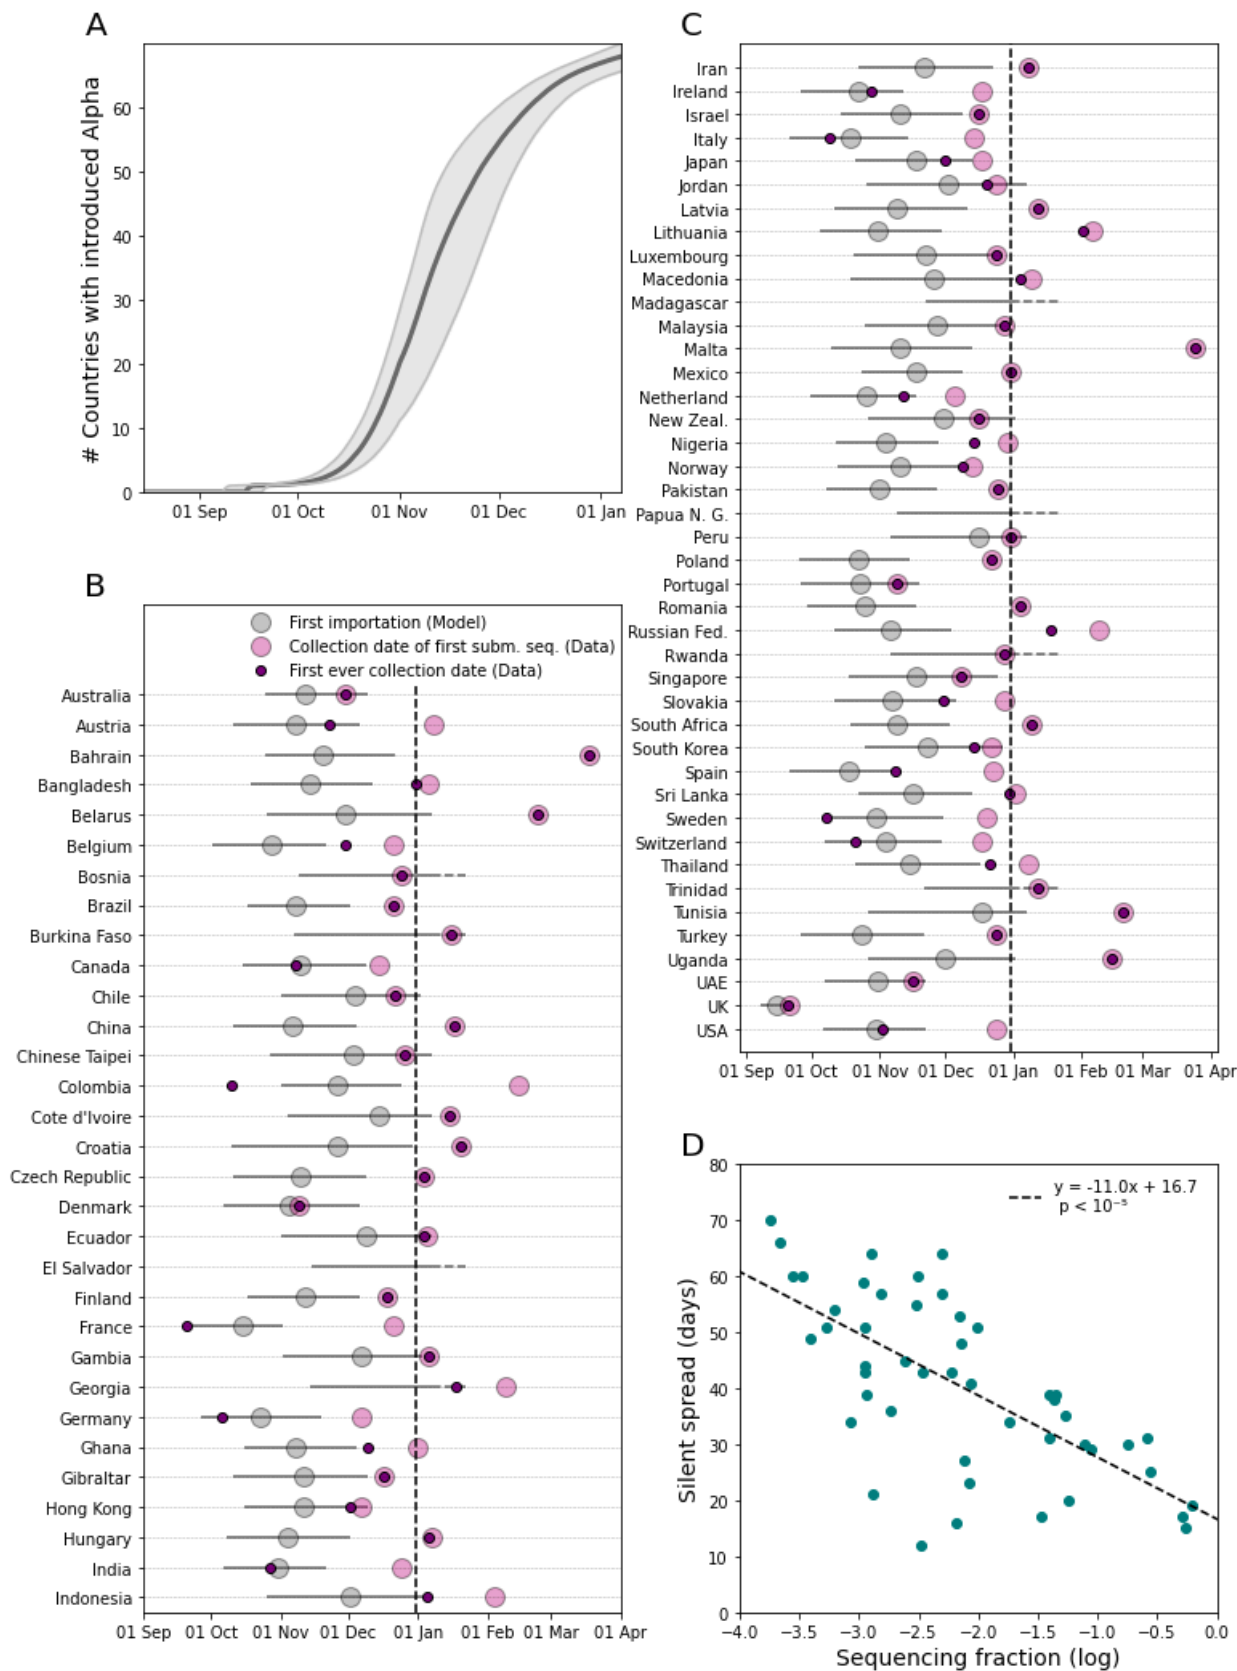 A
# Countries with introduced Alpha
60
50
40
30
20
10
0
01 Sep 01 Oct 01 Nov 01 Dec 01 Jan
B
First importation (Model)
Collection date of first subm. seq. (Data)
First ever collection date (Data)
Australia
Austria
Bahrain
Bangladesh
Belarus
Belgium
Bosnia
Brazil
Burkina Faso
Canada
Chile
China
Chinese Taipei
Colombia
Cote d'Ivoire
Croatia
Czech Republic
Denmark
Ecuador
El Salvador
Finland
France
Gambia
Georgia
Germany
Ghana
Gibraltar
Hong Kong
Hungary
India
Indonesia
01 Sep 01 Oct 01 Nov 01 Dec 01 Jan 01 Feb 01 Mar 01 Apr
C
Iran
Ireland
Israel
Italy
Japan
Jordan
Latvia
Lithuania
Luxembourg
Macedonia
Madagascar
Malaysia
Malta
Mexico
Netherland
New Zeal.
Nigeria
Norway
Pakistan
Papua N. G.
Peru
Poland
Portugal
Romania
Russian Fed.
Rwanda
Singapore
Slovakia
South Africa
South Korea
Spain
Sri Lanka
Sweden
Switzerland
Thailand
Trinidad
Tunisia
Turkey
Uganda
UAE
UK
USA
01 Sep 01 Oct 01 Nov 01 Dec 01 Jan 01 Feb 01 Mar 01 Apr
D
y = -11.0x + 16.7
p < 10⁻⁵
Silent spread (days)
80
70
60
50
40
30
20
10
0
−4.0 −3.5 −3.0 −2.5 −2.0 −1.5 −1.0 −0.5 0.0
Sequencing fraction (log)